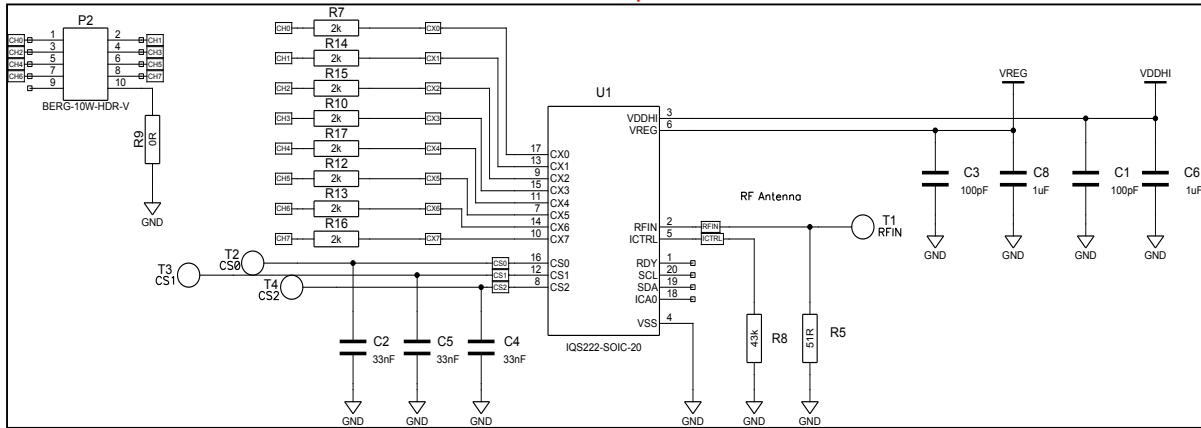 P2
CH0 1 2 CH1
CH2 3 4 CH3
CH4 5 6 CH5
CH6 7 8 CH7
9 10
BERG-10W-HDR-V
R9
0R
GND
R7
CH0 2k CX0
R14
CH1 2k CX1
R15
CH2 2k CX2
R10
CH3 2k CX3
R17
CH4 2k CX4
R12
CH5 2k CX5
R13
CH6 2k CX6
R16
CH7 2k CX7
T2
CS0
T3
CS1
T4
CS2
CS0
CS1
CS2
C2
33nF
C5
33nF
C4
33nF
GND GND GND
U1
17 CX0
13 CX1
9 CX2
15 CX3
11 CX4
7 CX5
14 CX6
10 CX7
16 CS0
12 CS1
8 CS2
VDDHI 3
VREG 6
RFIN 2 RFIN
ICTRL 5 ICTRL
RDY 1
SCL 20
SDA 19
ICA0 18
VSS 4
IQS222-SOIC-20
GND
43k
R8
GND
51R
R5
GND
RF Antenna
T1
RFIN
VREG
VDDHI
C3
100pF
C8
1uF
C1
100pF
C6
1uF
GND GND GND GND